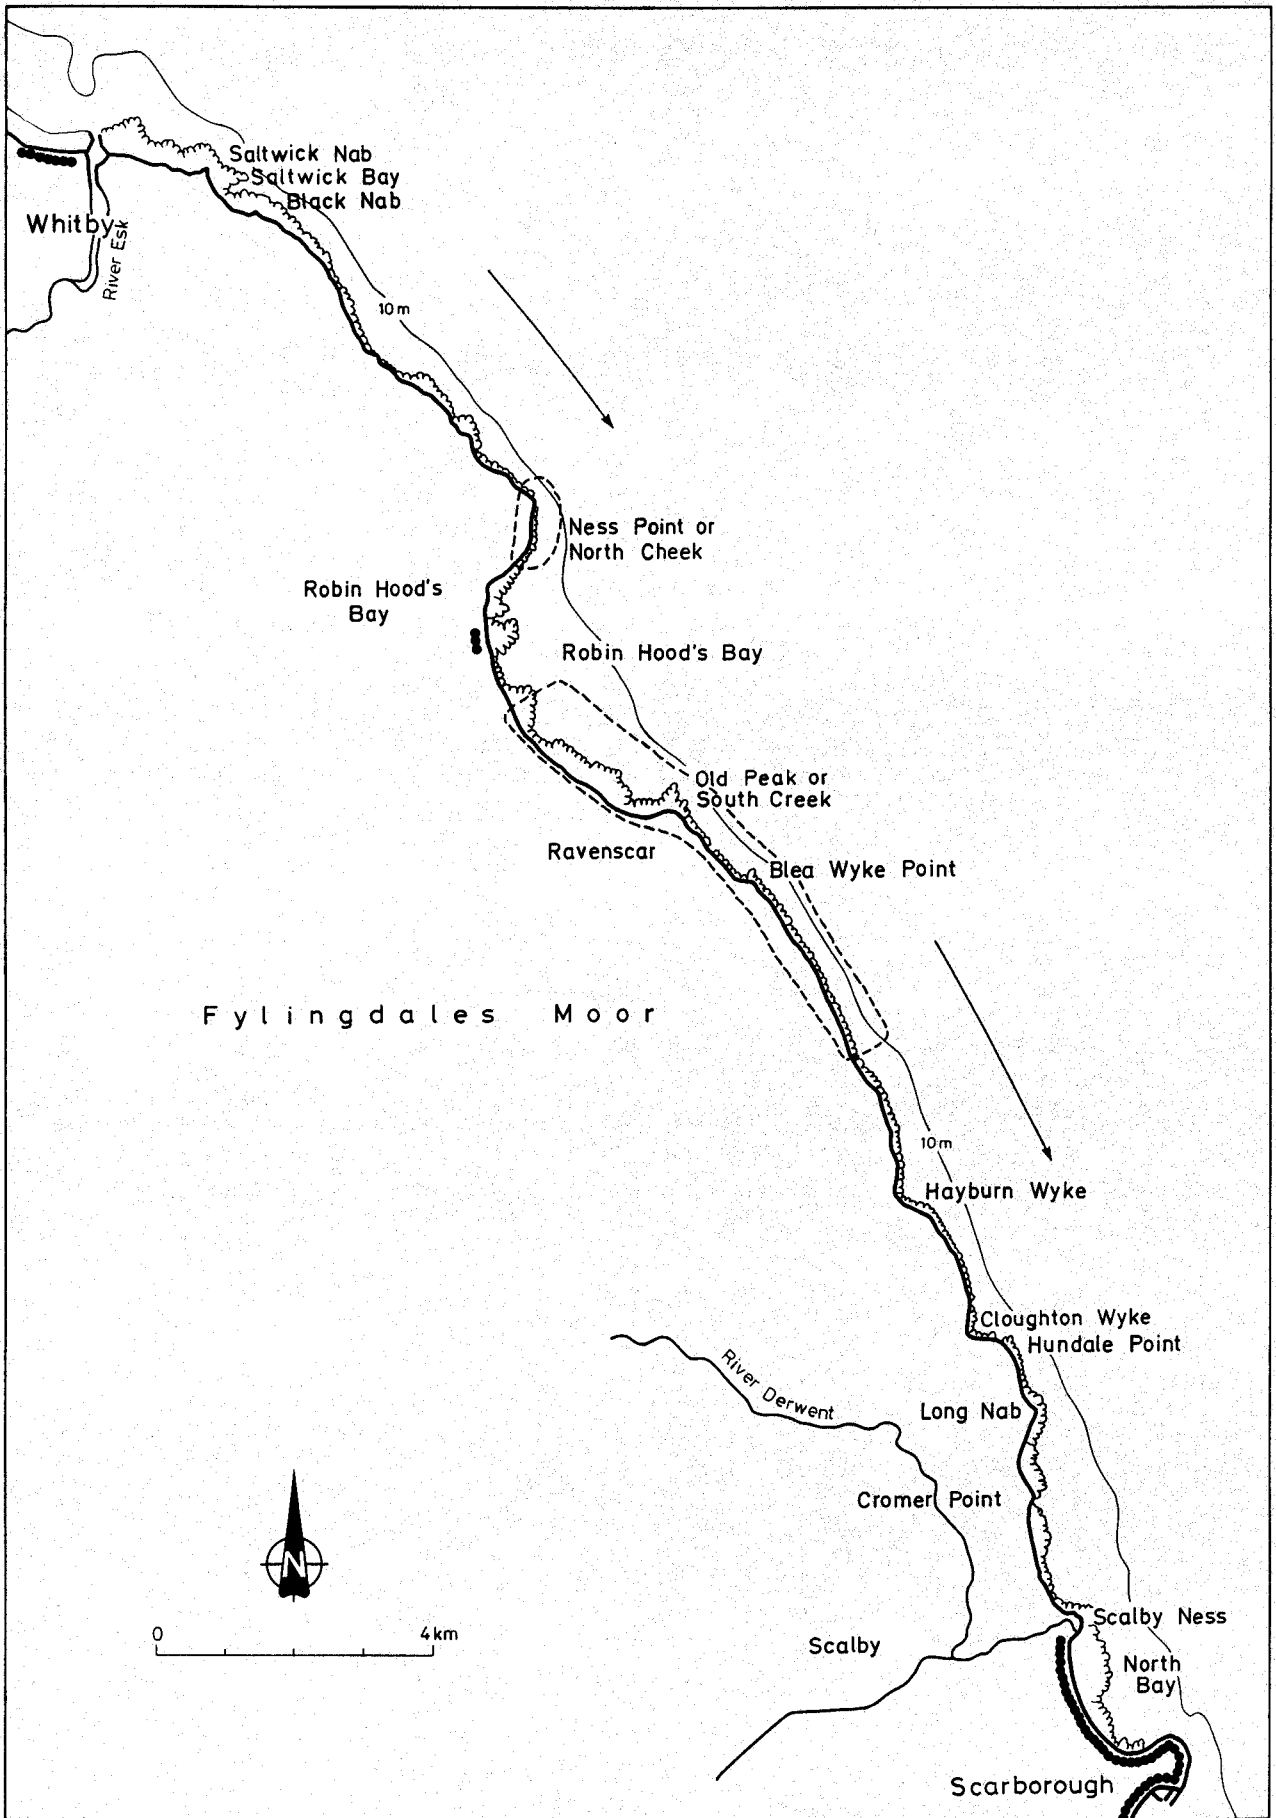 Saltwick Nab
Saltwick Bay
Black Nab
Whitby
River Esk
10m
Ness Point or
North Cheek
Robin Hood's
Bay
Robin Hood's Bay
Old Peak or
South Creek
Ravenscar
Blea Wyke Point
Fylingdales Moor
10m
Hayburn Wyke
Cloughton Wyke
Hundale Point
River Derwent
Long Nab
Cromer Point
N
0 4km
Scalby Ness
Scalby
North
Bay
Scarborough